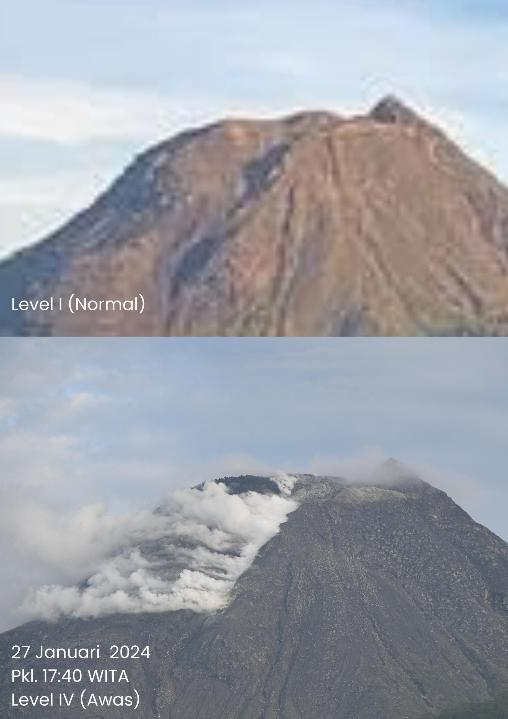 Level I (Normal)
27 Januari 2024
Pkl. 17:40 WITA
Level IV (Awas)